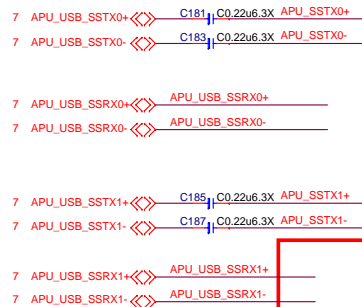 7 APU_USB_SSTX0+ C181 C0.22u6.3X APU_SSTX0+
7 APU_USB_SSTX0- C183 C0.22u6.3X APU_SSTX0-
7 APU_USB_SSRX0+ APU_USB_SSRX0+
7 APU_USB_SSRX0- APU_USB_SSRX0-
7 APU_USB_SSTX1+ C185 C0.22u6.3X APU_SSTX1+
7 APU_USB_SSTX1- C187 C0.22u6.3X APU_SSTX1-
7 APU_USB_SSRX1+ APU_USB_SSRX1+
7 APU_USB_SSRX1- APU_USB_SSRX1-